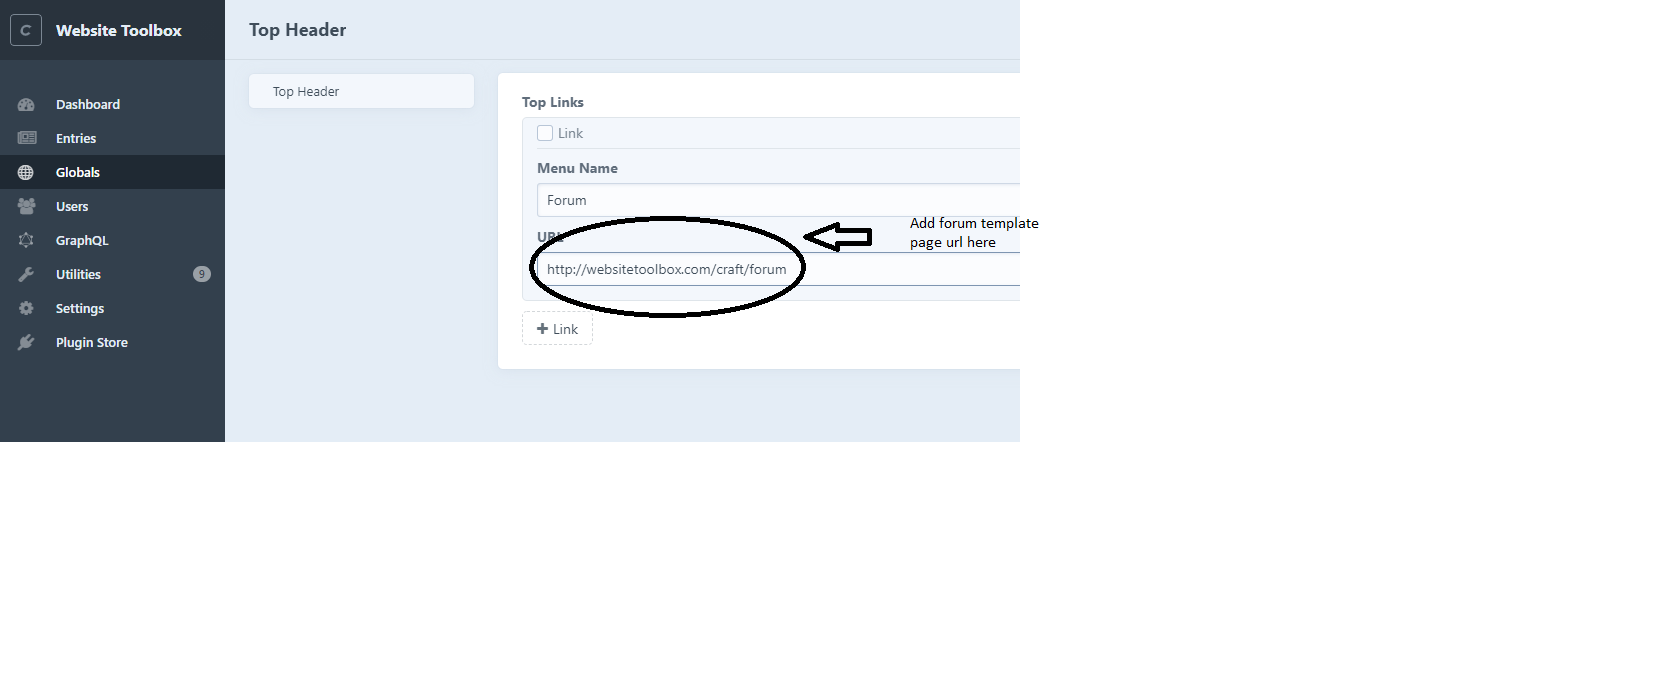 C
Website Toolbox
Top Header
Dashboard
Entries
Globals
Users
GraphQL
Utilities
9
Settings
Plugin Store
Top Header
Top Links
Link
Menu Name
Forum
URL
http://websitetoolbox.com/craft/forum
+ Link
Add forum template
page url here